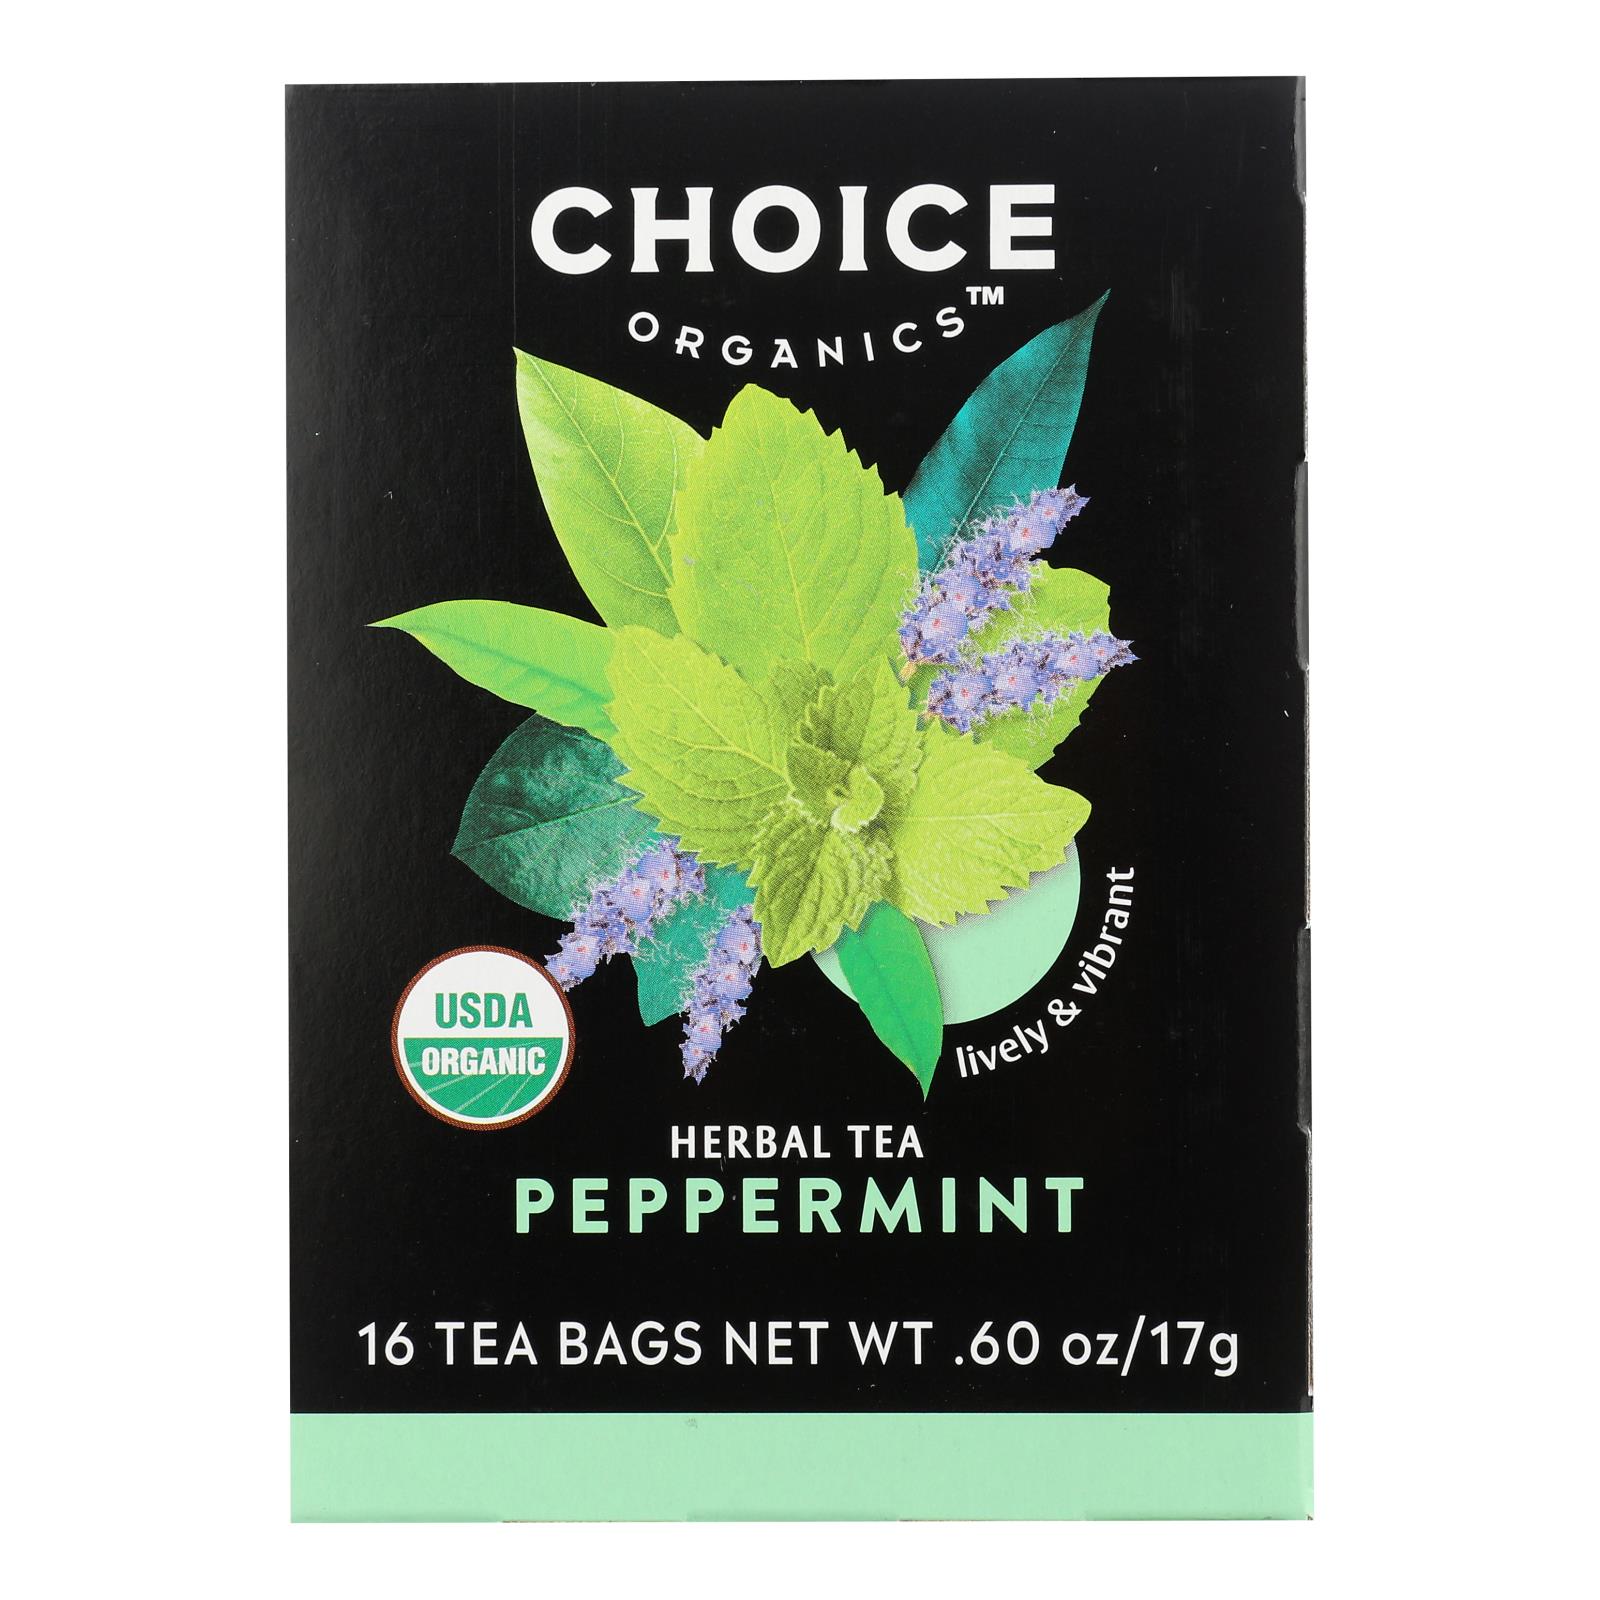 CHOICE
ORGANICS™
lively & vibrant
USDA
ORGANIC
HERBAL TEA
PEPPERMINT
16 TEA BAGS NET WT .60 oz/17g